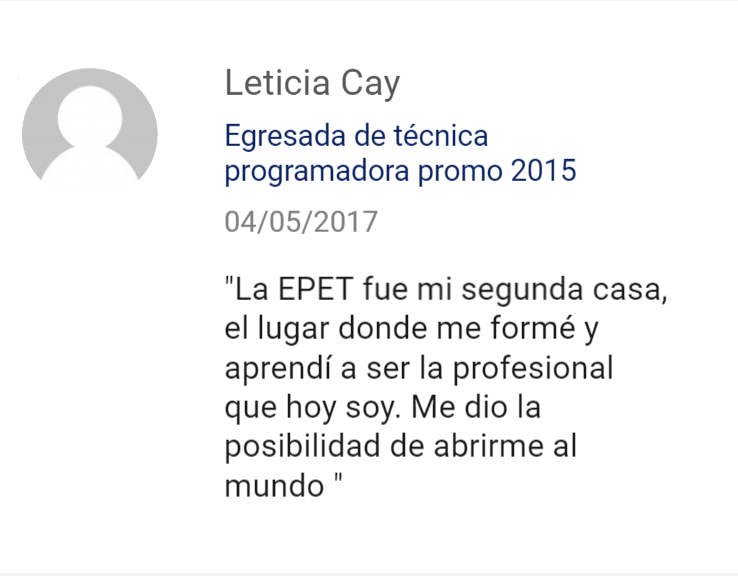 Leticia Cay
Egresada de técnica
programadora promo 2015
04/05/2017
"La EPET fue mi segunda casa,
el lugar donde me formé y
aprendí a ser la profesional
que hoy soy. Me dio la
posibilidad de abrirme al
mundo "